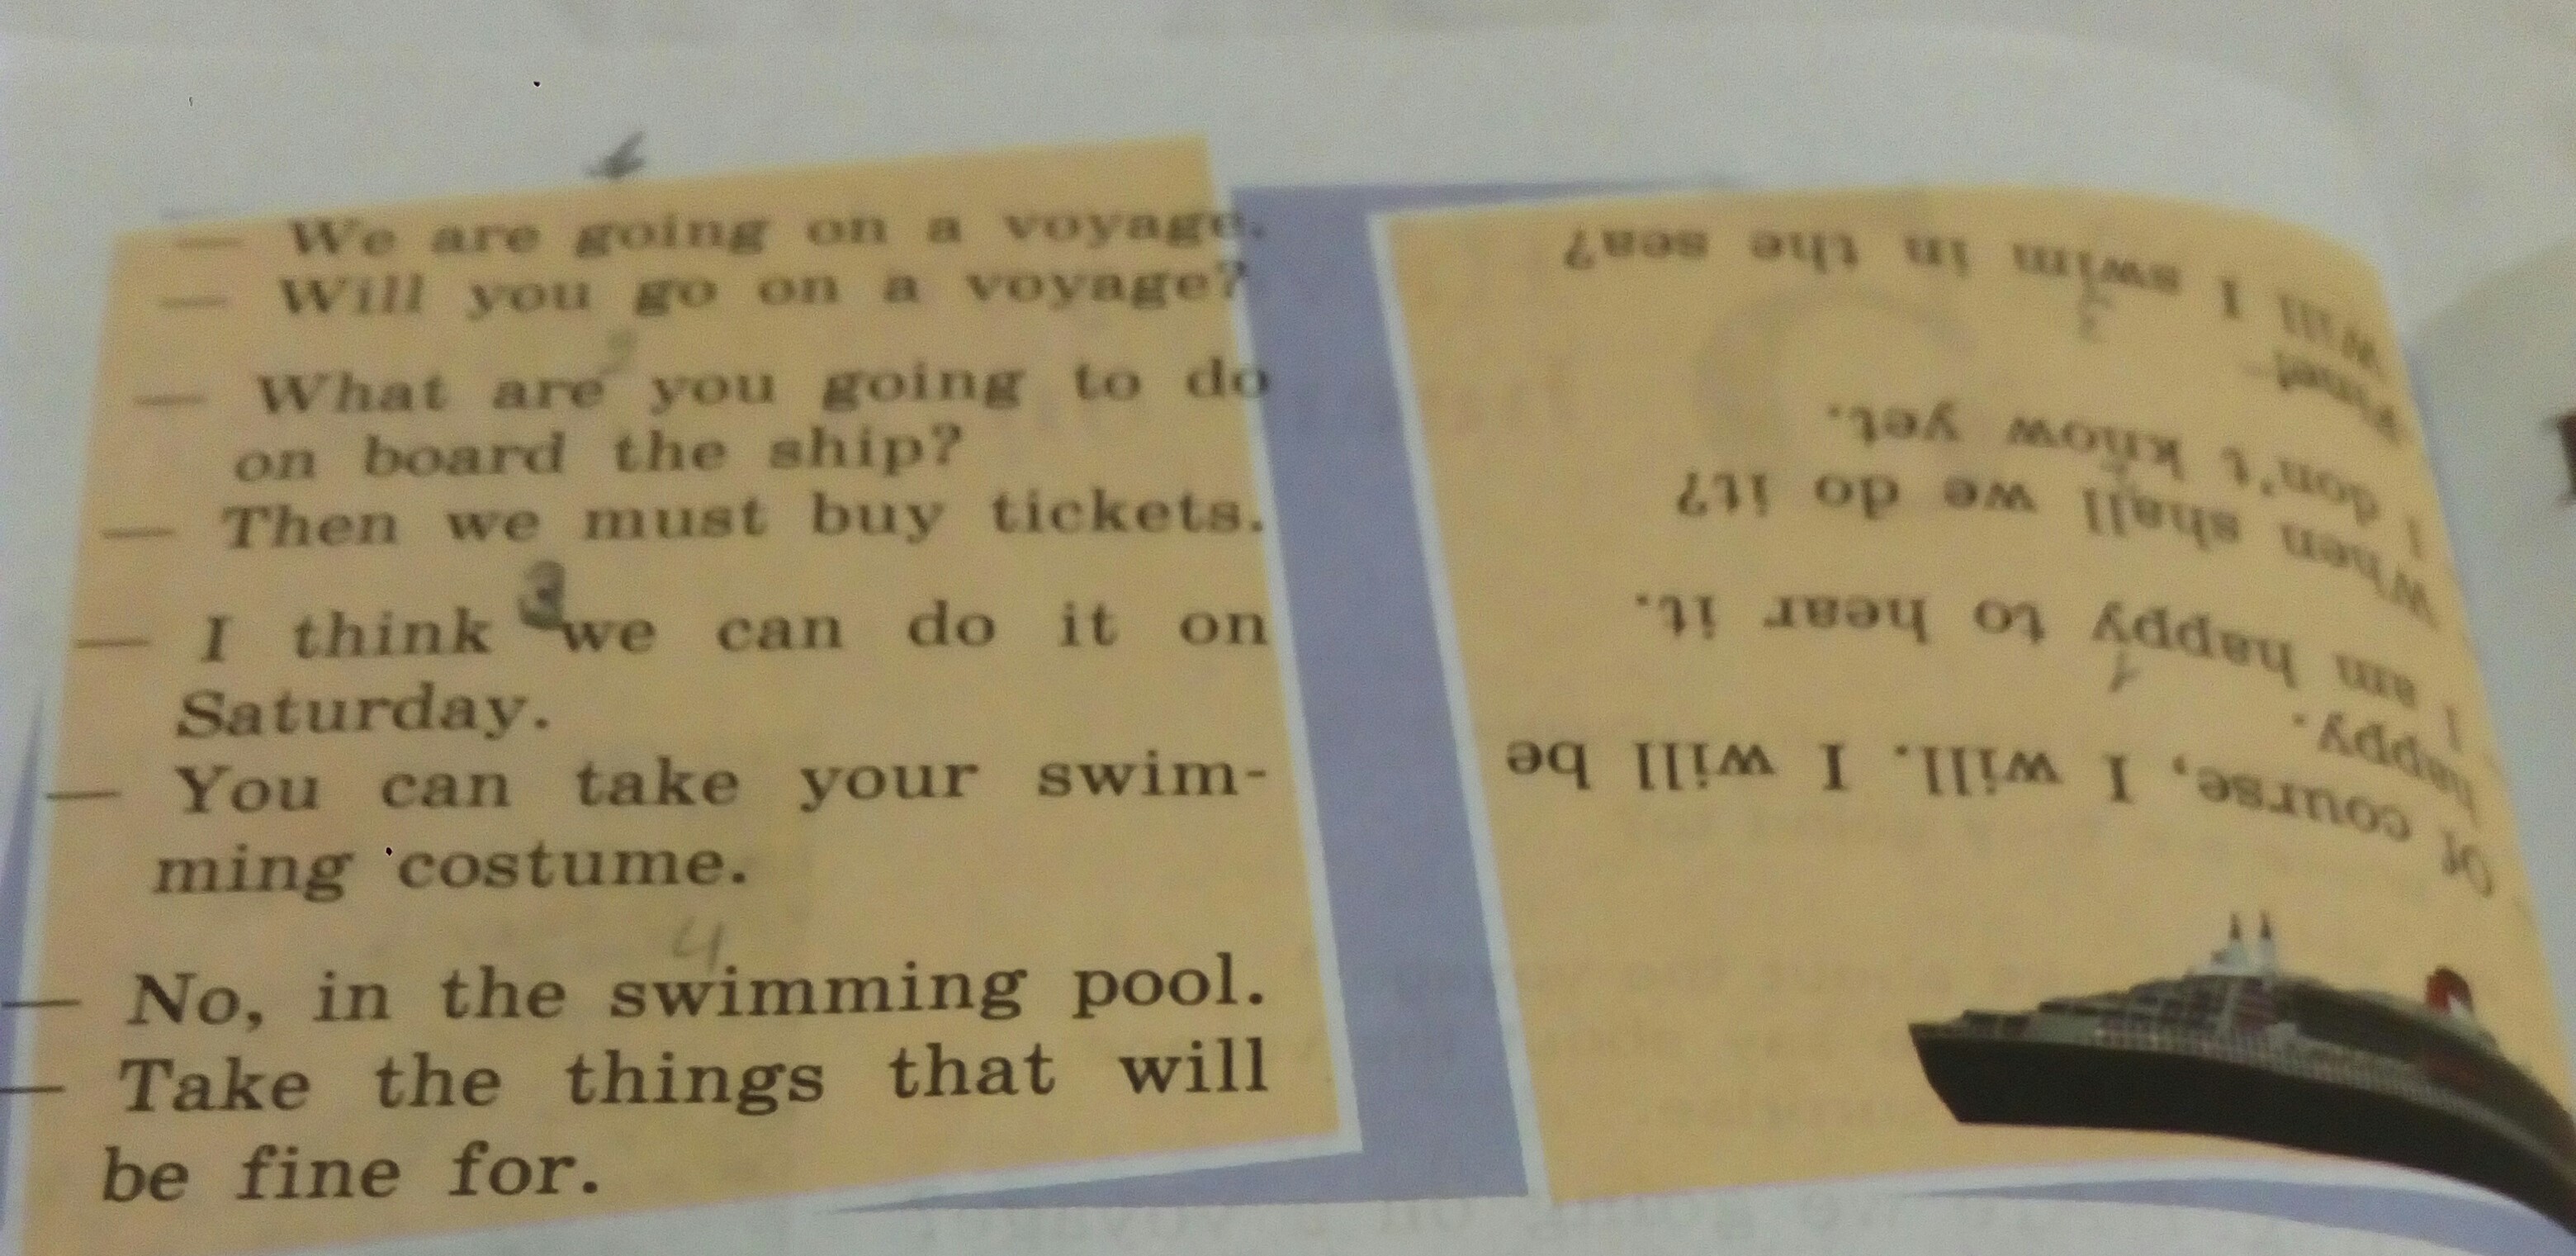 — We are going on a voyage.
— Will you go on a voyage?
— What are you going to do
on board the ship?
— Then we must buy tickets.
3
— I think we can do it on
Saturday.
— You can take your swim-
ming costume.
4
— No, in the swimming pool.
— Take the things that will
be fine for.
Of course, I will. I will be
happy.
1
I am happy to hear it.
When shall we do it?
I don't know yet.
Fine!
Will I swim in the sea?